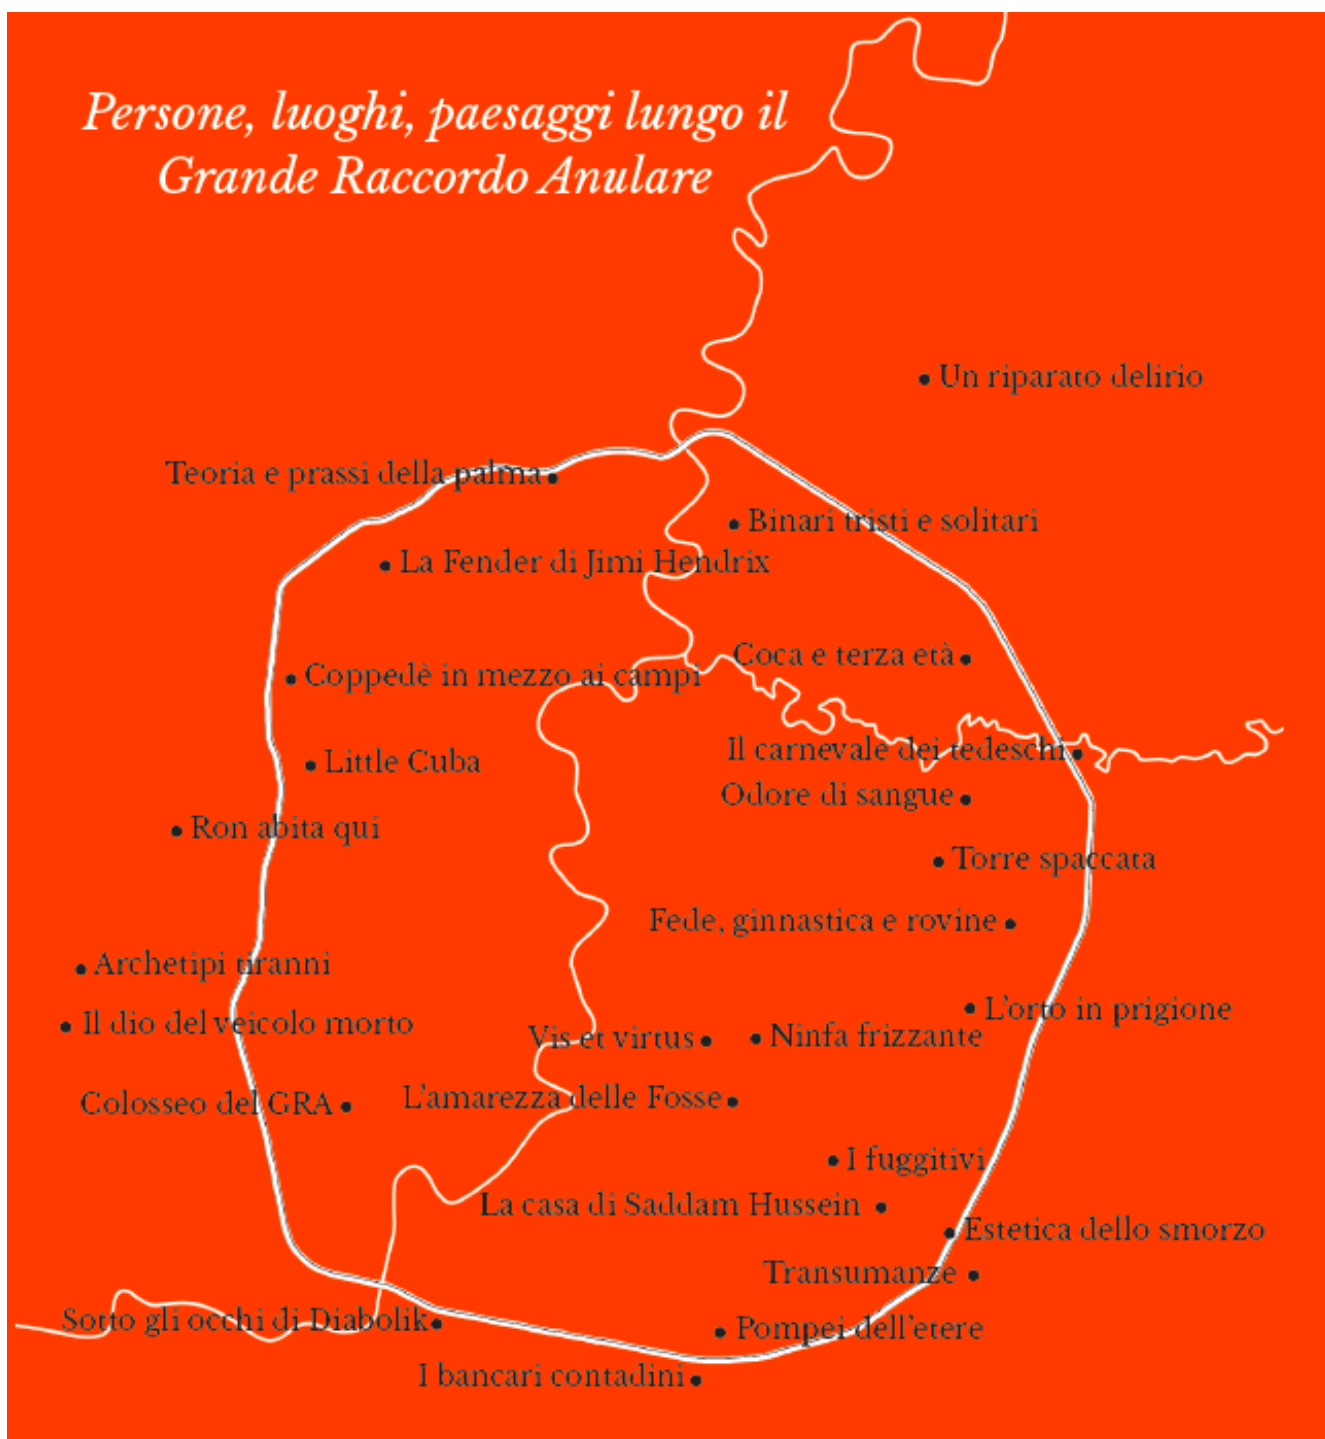 Persone, luoghi, paesaggi lungo il
Grande Raccordo Anulare
Un riparato delirio
Teoria e prassi della palma
Binari tristi e solitari
La Fender di Jimi Hendrix
Coca e terza età
Coppedè in mezzo ai campi
Il carnevale dei tedeschi
Little Cuba
Odore di sangue
Ron abita qui
Torre spaccata
Fede, ginnastica e rovine
Archetipi tiranni
L'orto in prigione
Il dio del veicolo morto
Vis et virtus
Ninfa frizzante
Colosseo del GRA
L'amarezza delle Fosse
I fuggitivi
La casa di Saddam Hussein
Estetica dello smorzo
Transumanze
Sotto gli occhi di Diabolik
Pompei dell'etere
I bancari contadini